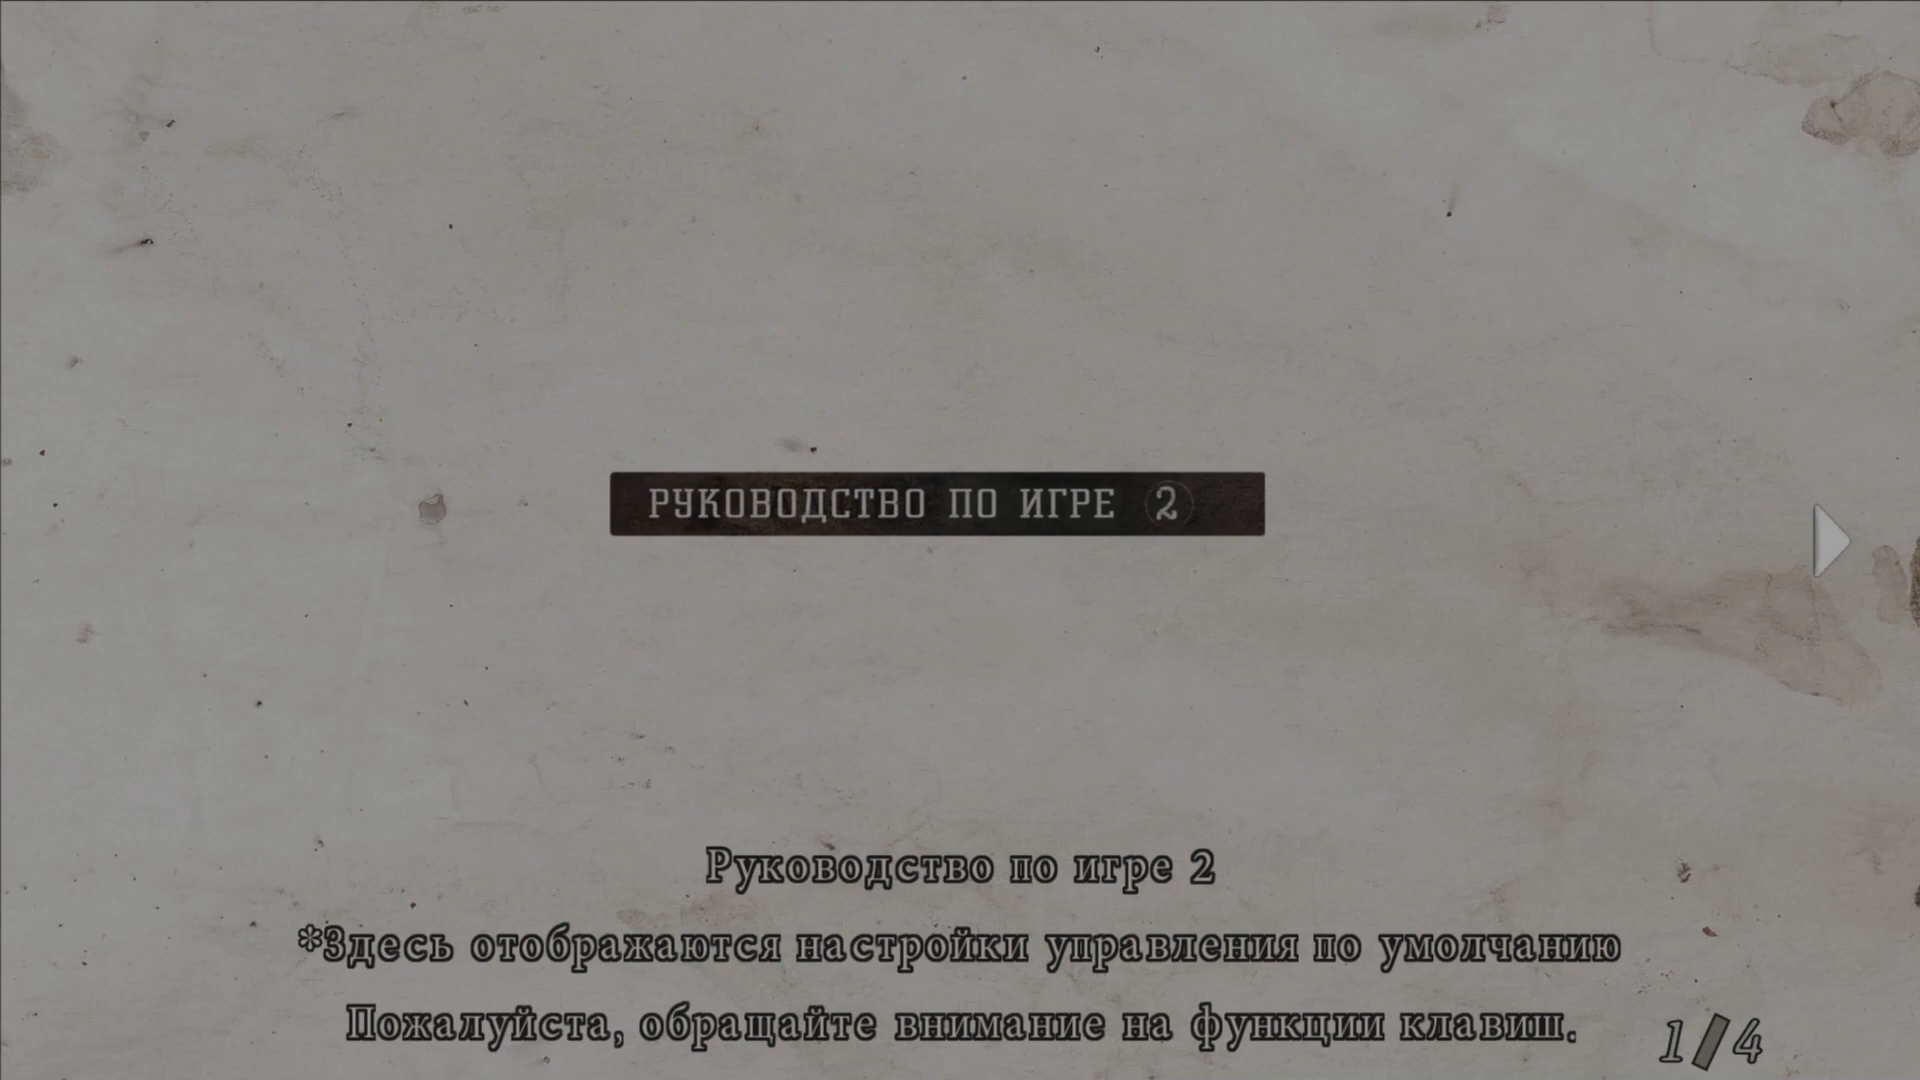 РУКОВОДСТВО ПО ИГРЕ 2
Руководство по игре 2
*Здесь отображаются настройки управления по умолчанию
Пожалуйста, обращайте внимание на функции клавиш.
1/4